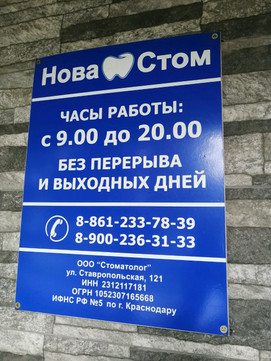 Нова Стом
ЧАСЫ РАБОТЫ:
с 9.00 до 20.00
БЕЗ ПЕРЕРЫВА
И ВЫХОДНЫХ ДНЕЙ
8-861-233-78-39
8-900-236-31-33
ООО "Стоматолог"
ул. Ставропольская, 121
ИНН 2312117181
ОГРН 1052307165668
ИФНС РФ №5 по г. Краснодару